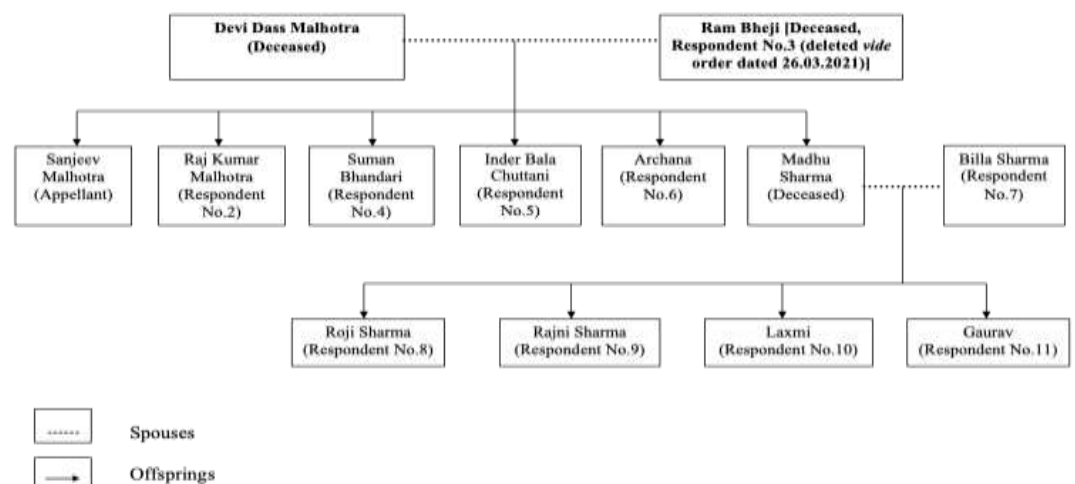 Devi Dass Malhotra
(Deceased)
Ram Bheji [Deceased,
Respondent No.3 (deleted vide
order dated 26.03.2021)]
Sanjeev
Malhotra
(Appellant)
Raj Kumar
Malhotra
(Respondent
No.2)
Suman
Bhandari
(Respondent
No.4)
Inder Bala
Chuttani
(Respondent
No.5)
Archana
(Respondent
No.6)
Madhu
Sharma
(Deceased)
Billa Sharma
(Respondent
No.7)
Roji Sharma
(Respondent No.8)
Rajni Sharma
(Respondent No.9)
Laxmi
(Respondent No.10)
Gaurav
(Respondent No.11)
Spouses
Offsprings